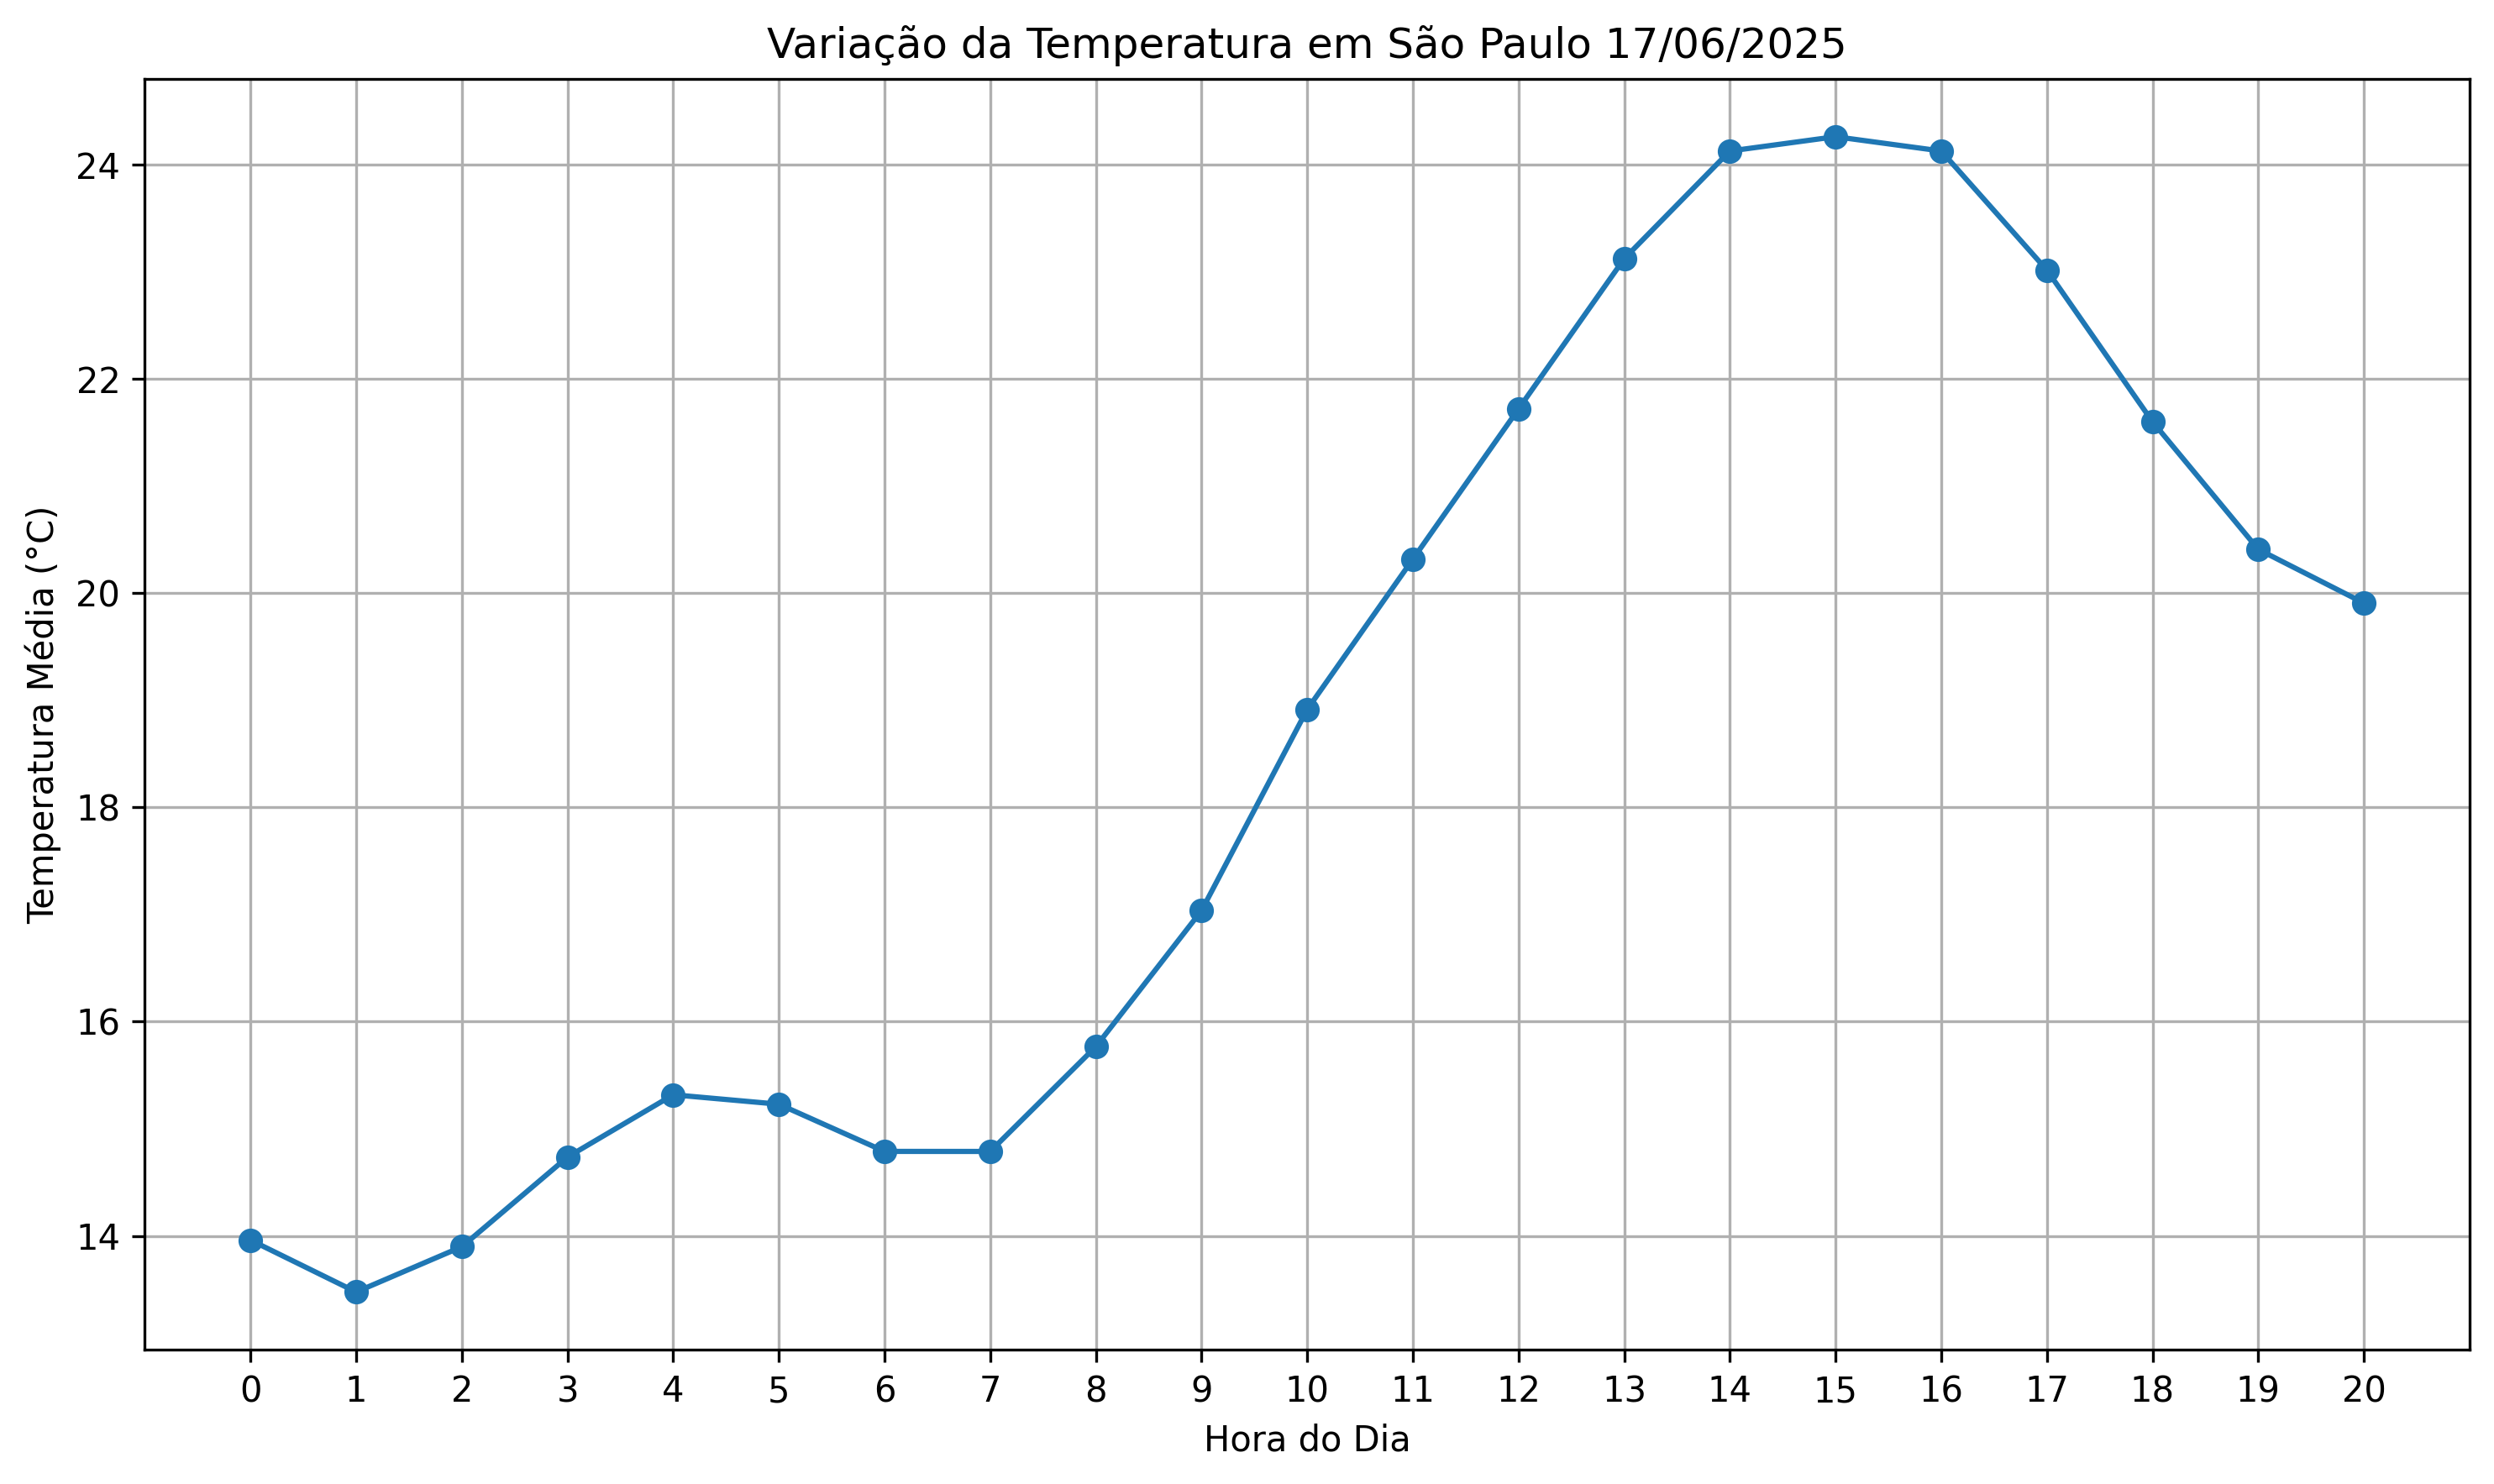 Variação da Temperatura em São Paulo 17/06/2025
Temperatura Média (°C)
24
22
20
18
16
14
0 1 2 3 4 5 6 7 8 9 10 11 12 13 14 15 16 17 18 19 20
Hora do Dia